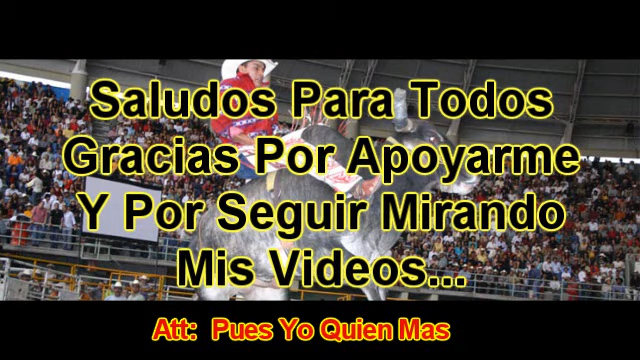 Saludos Para Todos
Gracias Por Apoyarme
Y Por Seguir Mirando
Mis Videos...
Att: Pues Yo Quien Mas